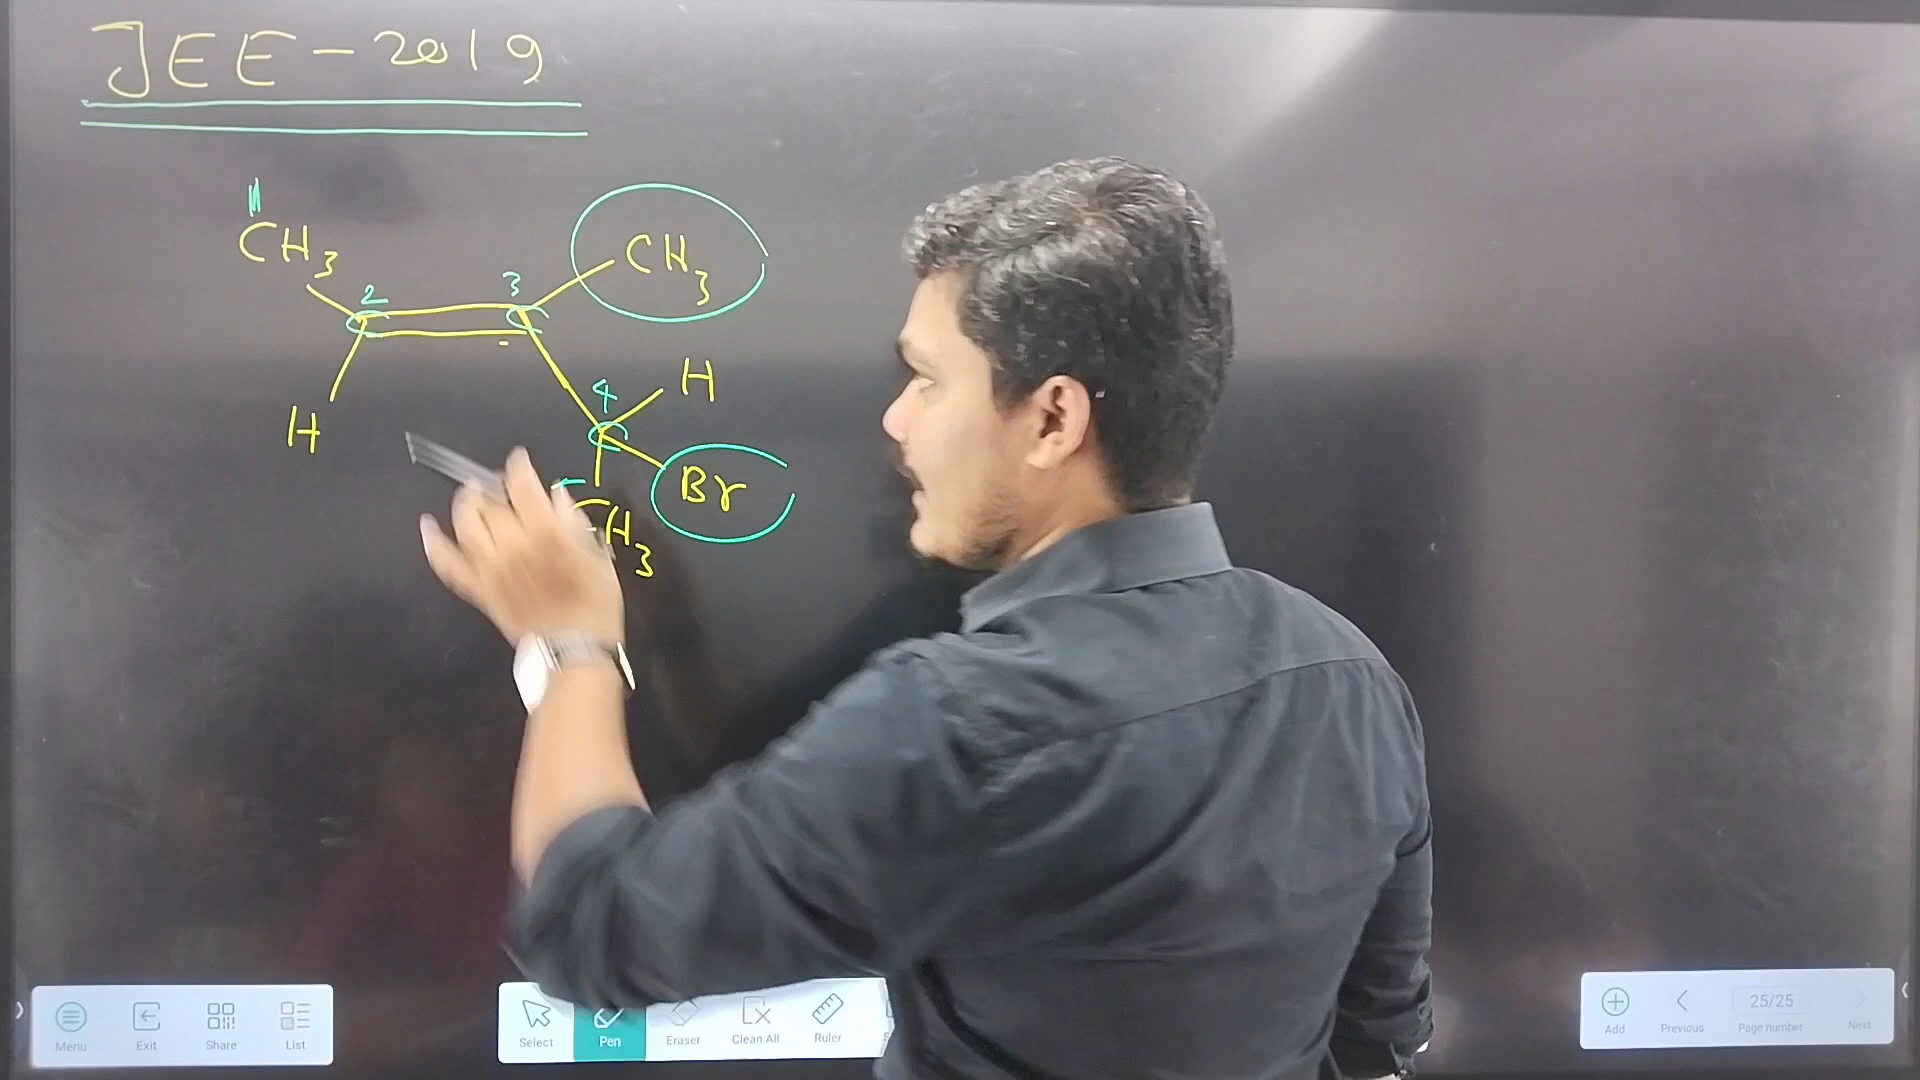 JEE - 2019
1
CH3
2
3
CH3
H
4
H
Br
CH3
Menu
Exit
Share
List
Select
Pen
Eraser
Clean All
Ruler
Add
Previous
25/25
Page number
Next